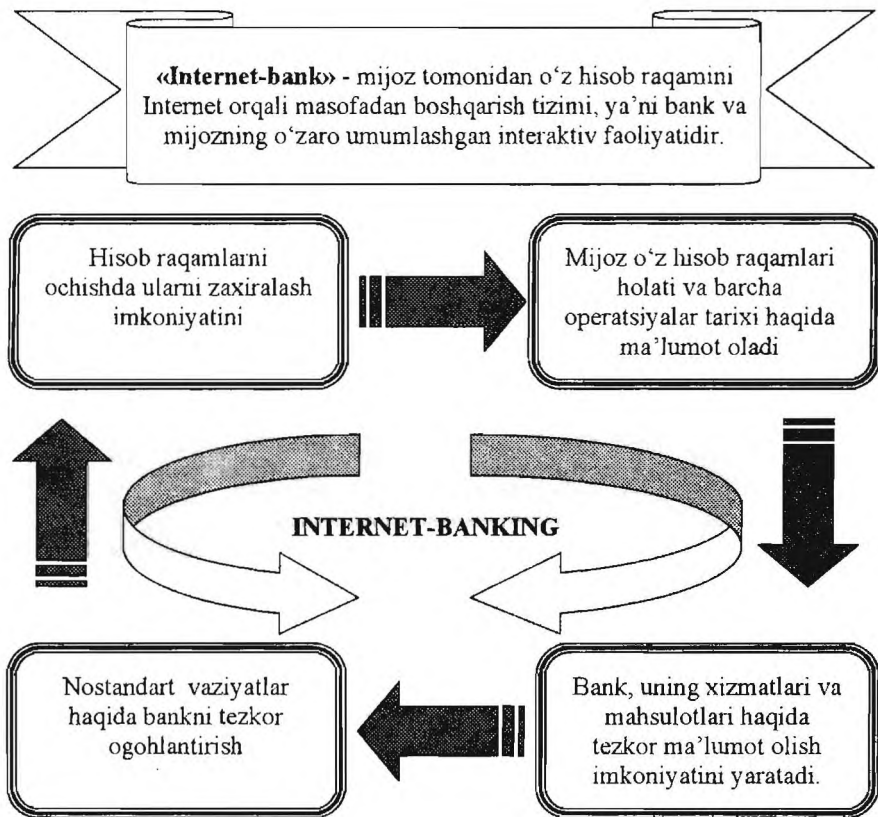 «Internet-bank» - mijoz tomonidan o‘z hisob raqamini
Internet orqali masofadan boshqarish tizimi, ya’ni bank va
mijozning o‘zaro umumlashgan interaktiv faoliyatidir.
Hisob raqamlarni
ochishda ularni zaxiralash
imkoniyatini
Mijoz o‘z hisob raqamlari
holati va barcha
operatsiyalar tarixi haqida
ma’lumot oladi
INTERNET-BANKING
Nostandart vaziyatlar
haqida bankni tezkor
ogohlantirish
Bank, uning xizmatlari va
mahsulotlari haqida
tezkor ma’lumot olish
imkoniyatini yaratadi.